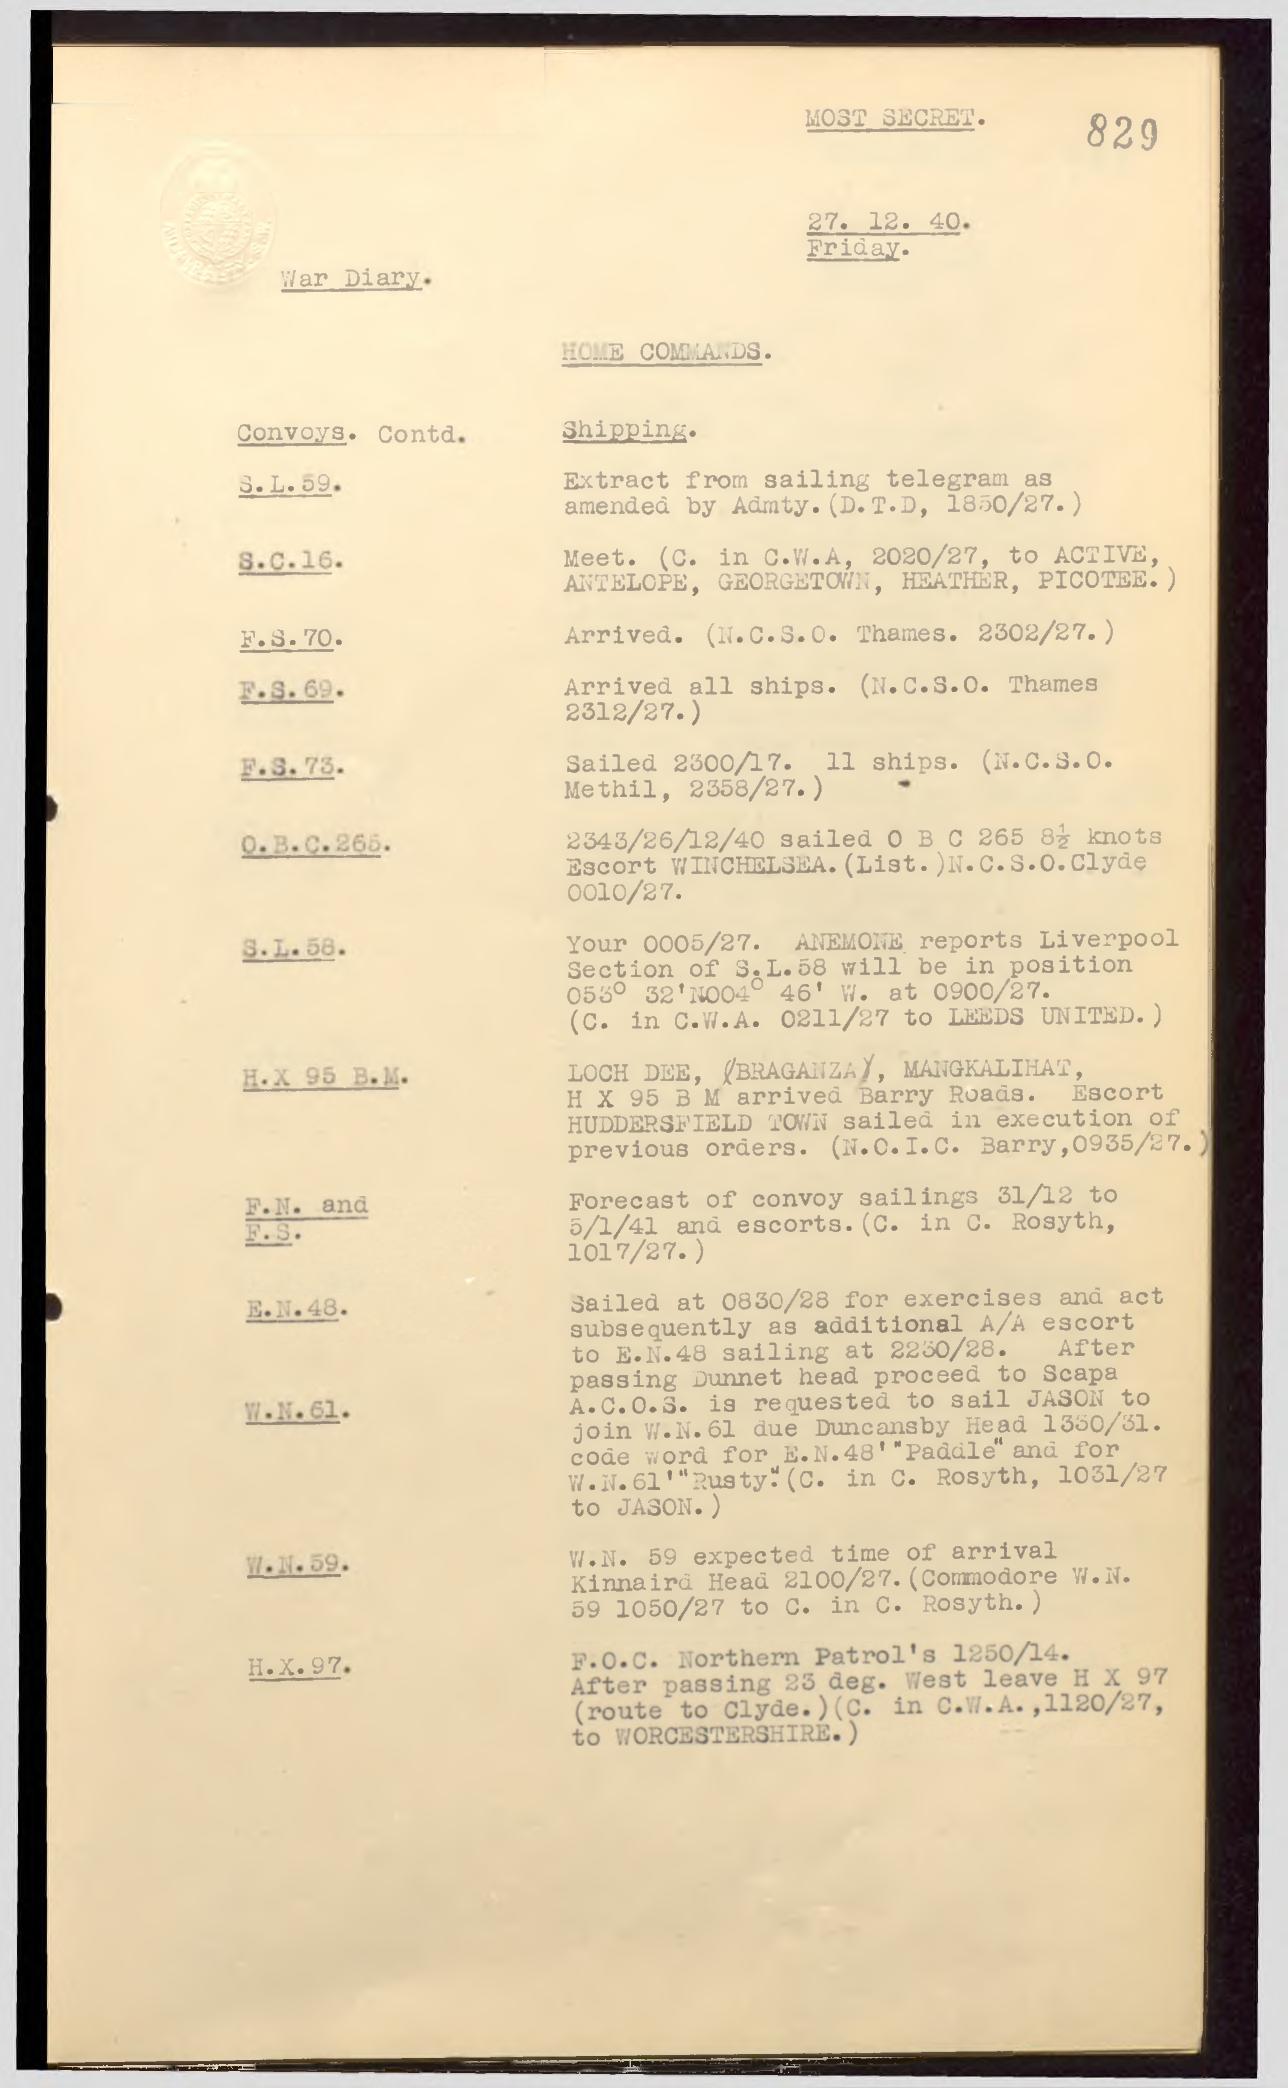 MOST SECRET.
829
27. 12. 40.
Friday.
War Diary.
HOME COMMANDS.
Convoys. Contd. Shipping.
S.L.59. Extract from sailing telegram as
amended by Admty.(D.T.D, 1850/27.)
S.C.16. Meet. (C. in C.W.A, 2020/27, to ACTIVE,
ANTELOPE, GEORGETOWN, HEATHER, PICOTEE.)
F.S.70. Arrived. (N.C.S.O. Thames. 2302/27.)
F.S.69. Arrived all ships. (N.C.S.O. Thames
2312/27.)
F.S.73. Sailed 2300/17. 11 ships. (N.C.S.O.
Methil, 2358/27.)
O.B.C.265. 2343/26/12/40 sailed O B C 265 8½ knots
Escort WINCHELSEA.(List.)N.C.S.O.Clyde
0010/27.
S.L.58. Your 0005/27. ANEMONE reports Liverpool
Section of S.L.58 will be in position
053° 32'N004° 46' W. at 0900/27.
(C. in C.W.A. 0211/27 to LEEDS UNITED.)
H.X 95 B.M. LOCH DEE, (BRAGANZA), MANGKALIHAT,
H X 95 B M arrived Barry Roads. Escort
HUDDERSFIELD TOWN sailed in execution of
previous orders. (N.O.I.C. Barry,0935/27.)
F.N. and Forecast of convoy sailings 31/12 to
F.S. 5/1/41 and escorts.(C. in C. Rosyth,
1017/27.)
E.N.48. Sailed at 0830/28 for exercises and act
subsequently as additional A/A escort
to E.N.48 sailing at 2230/28. After
passing Dunnet head proceed to Scapa
W.N.61. A.C.O.S. is requested to sail JASON to
join W.N.61 due Duncansby Head 1330/31.
code word for E.N.48'"Paddle" and for
W.N.61'"Rusty".(C. in C. Rosyth, 1031/27
to JASON.)
W.N.59. W.N. 59 expected time of arrival
Kinnaird Head 2100/27.(Commodore W.N.
59 1050/27 to C. in C. Rosyth.)
H.X.97. F.O.C. Northern Patrol's 1250/14.
After passing 23 deg. West leave H X 97
(route to Clyde.)(C. in C.W.A.,1120/27,
to WORCESTERSHIRE.)